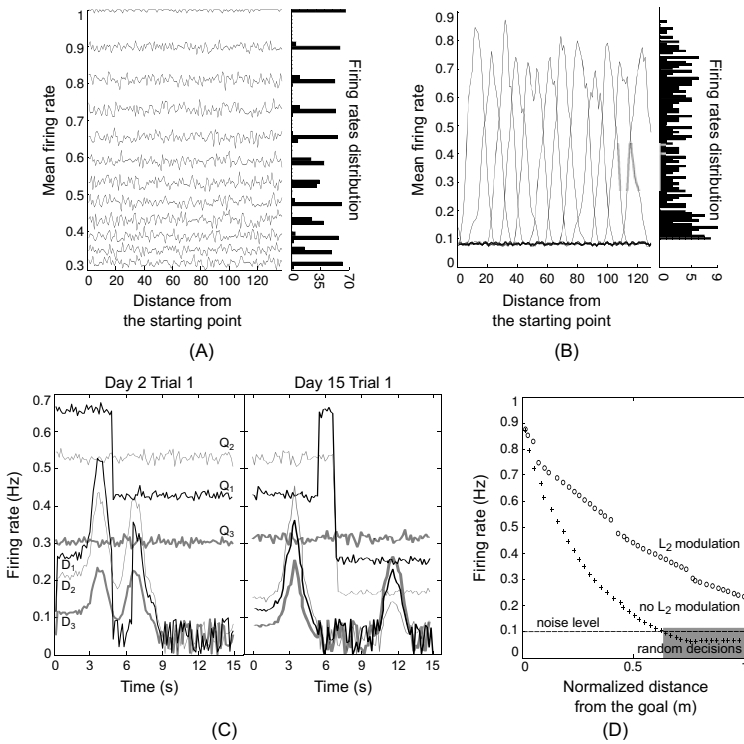 1
0.9
0.8
0.7
0.6
0.5
0.4
0.3
Mean firing rate
0 20 40 60 80 100 120
Distance from
the starting point
0 35 70
Firing rates distribution
(A)
0.9
0.8
0.7
0.6
0.5
0.4
0.3
0.2
0.1
0
Mean firing rate
0 20 40 60 80 100 120
Distance from
the starting point
0 5 9
Firing rates distribution
(B)
Day 2 Trial 1
Day 15 Trial 1
0.7
0.6
0.5
0.4
0.3
0.2
0.1
0
Firing rate (Hz)
Q2
Q1
Q3
D1
D2
D3
0 3 6 9 12 15
0 3 6 9 12 15
Time (s)
Time (s)
(C)
1
0.9
0.8
0.7
0.6
0.5
0.4
0.3
0.2
0.1
0
Firing rate (Hz)
L2 modulation
no L2 modulation
noise level
random decisions
0 0.5 1
Normalized distance
from the goal (m)
(D)